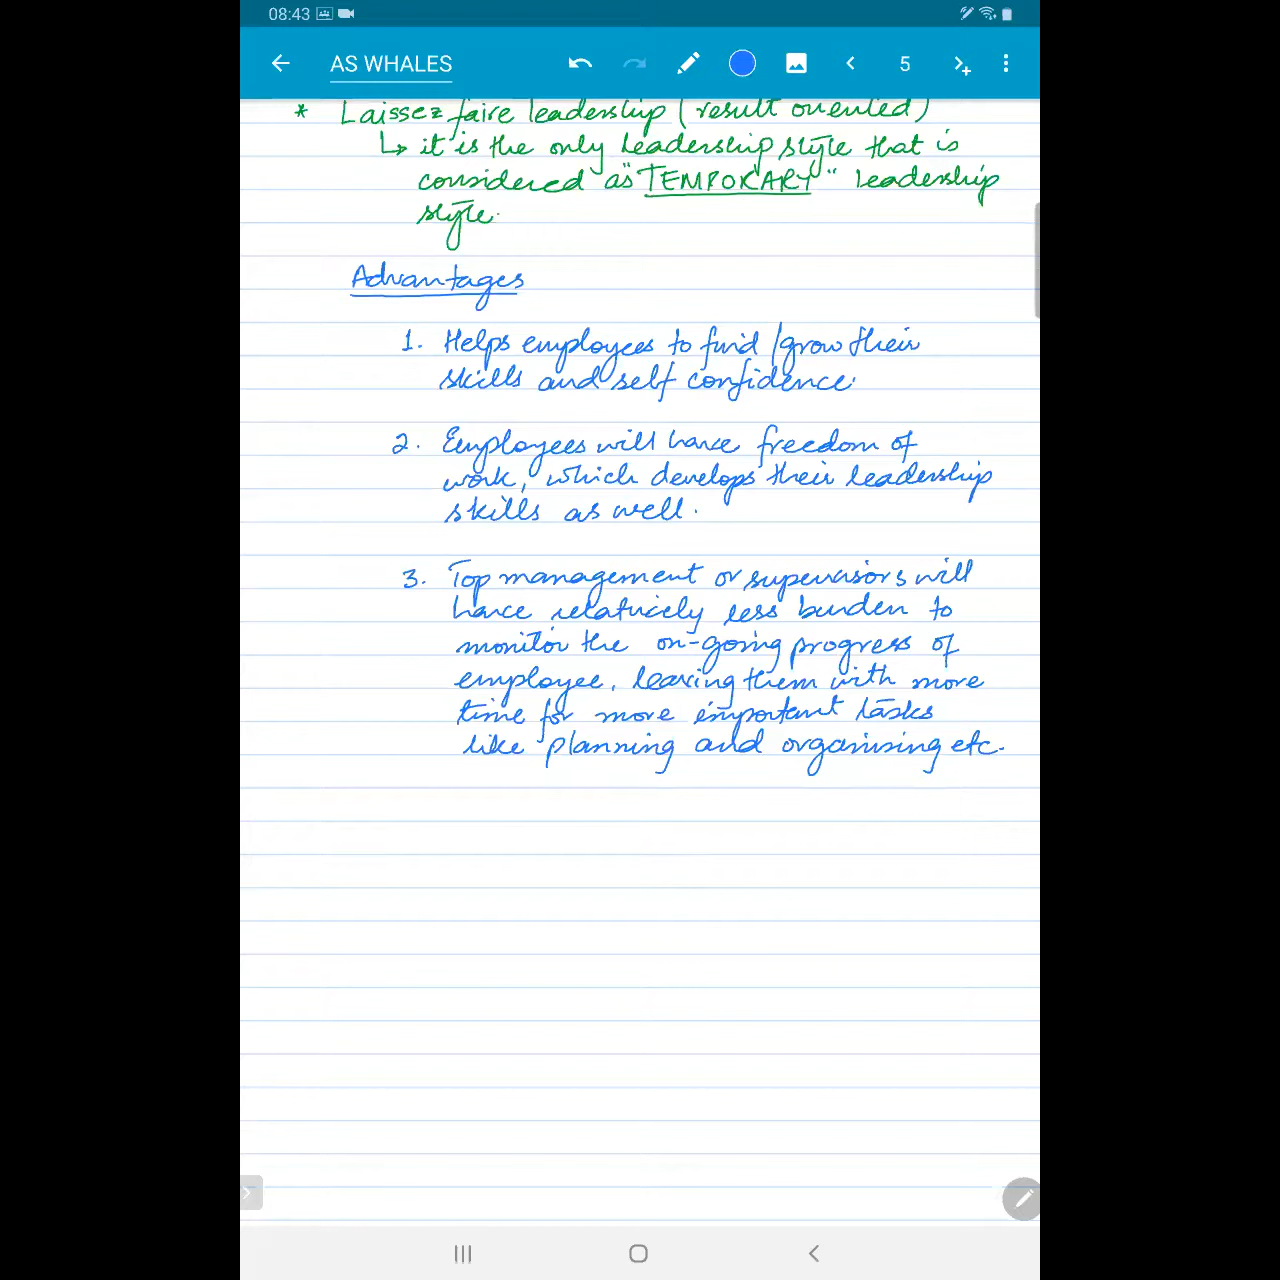 08:43
AS WHALES
5
* Laissez faire leadership (result oriented)
↳ it is the only leadership style that is
considered as "TEMPORARY" leadership
style.
Advantages
1. Helps employees to find /grow their
skills and self confidence.
2. Employees will have freedom of
work, which develops their leadership
skills as well.
3. Top management or supervisors will
have relatively less burden to
monitor the on-going progress of
employee, leaving them with more
time for more important tasks
like planning and organising etc.